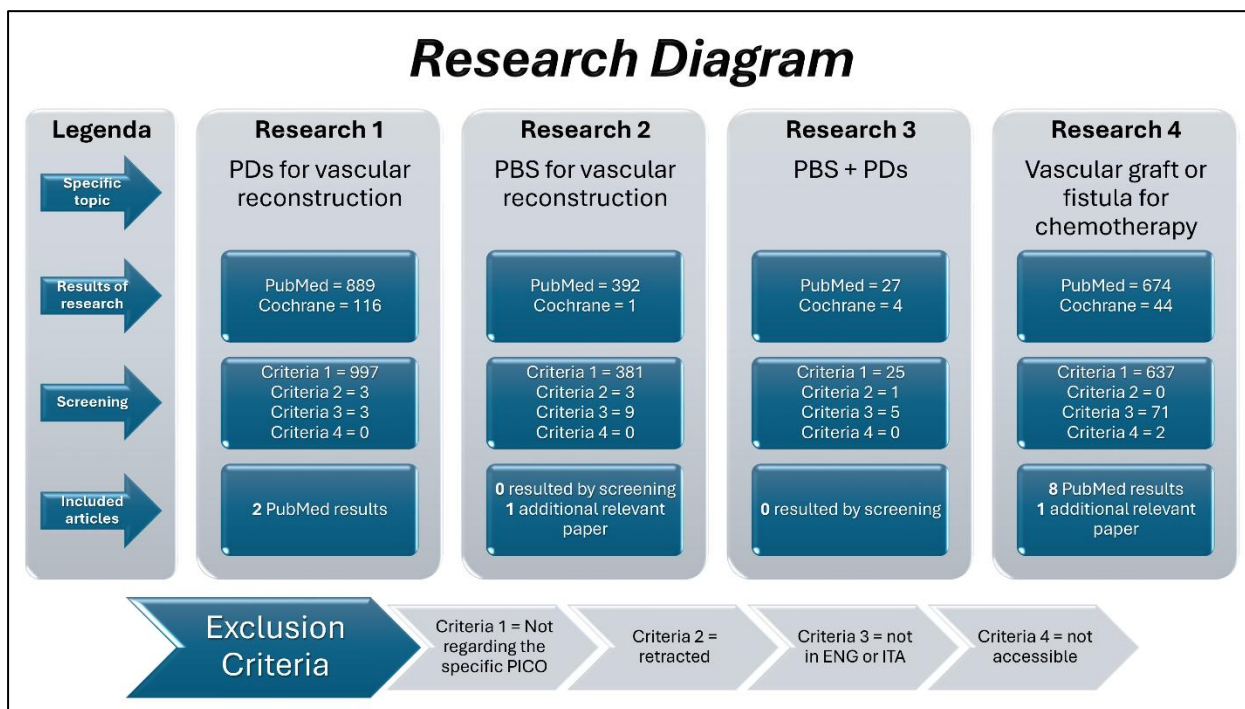 Research Diagram
Legenda
Specific
topic
Results of
research
Screening
Included
articles
Research 1
PDs for vascular
reconstruction
PubMed = 889
Cochrane = 116
Criteria 1 = 997
Criteria 2 = 3
Criteria 3 = 3
Criteria 4 = 0
2 PubMed results
Research 2
PBS for vascular
reconstruction
PubMed = 392
Cochrane = 1
Criteria 1 = 381
Criteria 2 = 3
Criteria 3 = 9
Criteria 4 = 0
0 resulted by screening
1 additional relevant
paper
Research 3
PBS + PDs
PubMed = 27
Cochrane = 4
Criteria 1 = 25
Criteria 2 = 1
Criteria 3 = 5
Criteria 4 = 0
0 resulted by screening
Research 4
Vascular graft or
fistula for
chemotherapy
PubMed = 674
Cochrane = 44
Criteria 1 = 637
Criteria 2 = 0
Criteria 3 = 71
Criteria 4 = 2
8 PubMed results
1 additional relevant
paper
Exclusion
Criteria
Criteria 1 = Not
regarding the
specific PICO
Criteria 2 =
retracted
Criteria 3 = not
in ENG or ITA
Criteria 4 = not
accessible